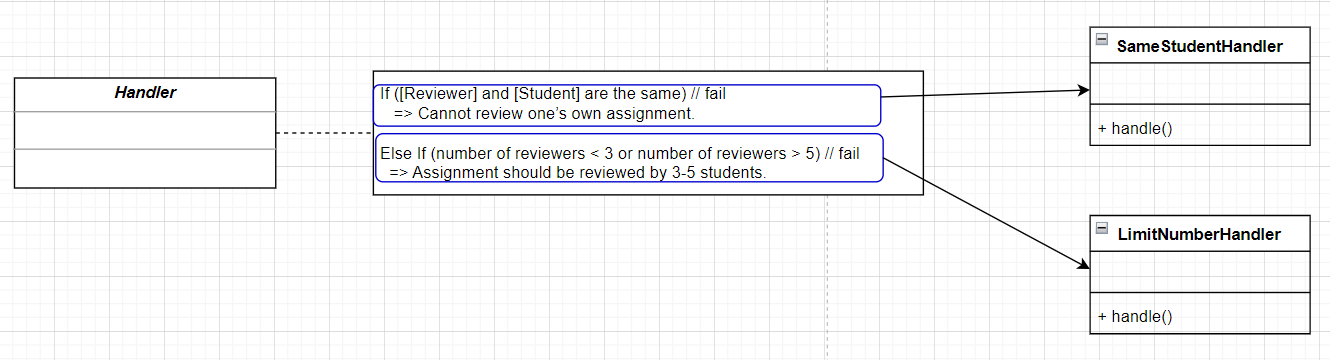 Handler
If ([Reviewer] and [Student] are the same) // fail
=> Cannot review one's own assignment.
Else If (number of reviewers < 3 or number of reviewers > 5) // fail
=> Assignment should be reviewed by 3-5 students.
SameStudentHandler
+ handle()
LimitNumberHandler
+ handle()